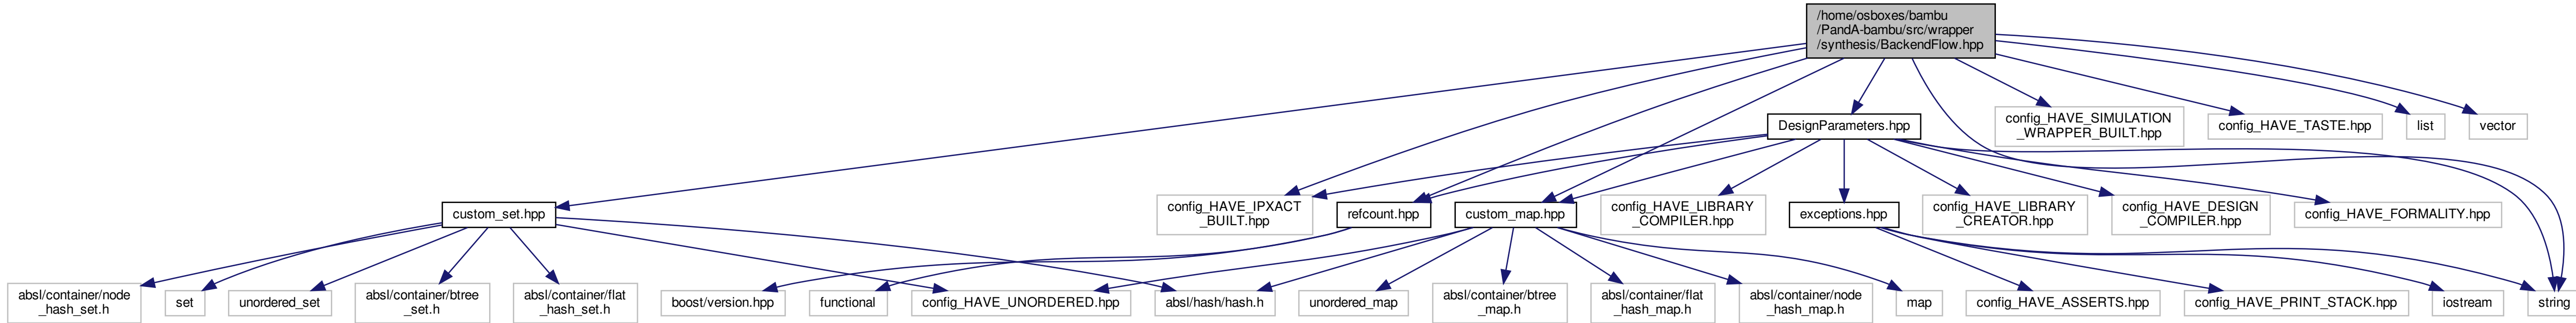 /home/osboxes/bambu
/PandA-bambu/src/wrapper
/synthesis/BackendFlow.hpp
DesignParameters.hpp
config_HAVE_SIMULATION
_WRAPPER_BUILT.hpp
config_HAVE_TASTE.hpp
list
vector
custom_set.hpp
config_HAVE_IPXACT
_BUILT.hpp
refcount.hpp
custom_map.hpp
config_HAVE_LIBRARY
_COMPILER.hpp
exceptions.hpp
config_HAVE_LIBRARY
_CREATOR.hpp
config_HAVE_DESIGN
_COMPILER.hpp
config_HAVE_FORMALITY.hpp
absl/container/node
_hash_set.h
set
unordered_set
absl/container/btree
_set.h
absl/container/flat
_hash_set.h
boost/version.hpp
functional
config_HAVE_UNORDERED.hpp
absl/hash/hash.h
unordered_map
absl/container/btree
_map.h
absl/container/flat
_hash_map.h
absl/container/node
_hash_map.h
map
config_HAVE_ASSERTS.hpp
config_HAVE_PRINT_STACK.hpp
iostream
string